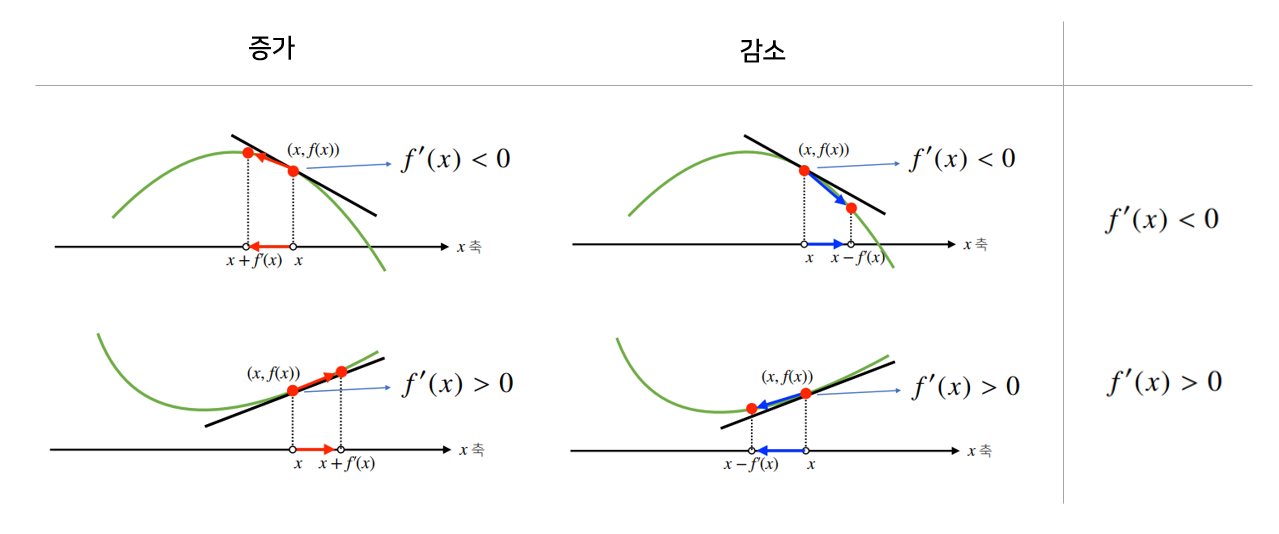 증가
감소
(x, f(x))
f′(x) < 0
x 축
x + f′(x)
x
(x, f(x))
f′(x) < 0
x 축
x
x − f′(x)
f′(x) < 0
(x, f(x))
f′(x) > 0
x 축
x
x + f′(x)
(x, f(x))
f′(x) > 0
x 축
x − f′(x)
x
f′(x) > 0